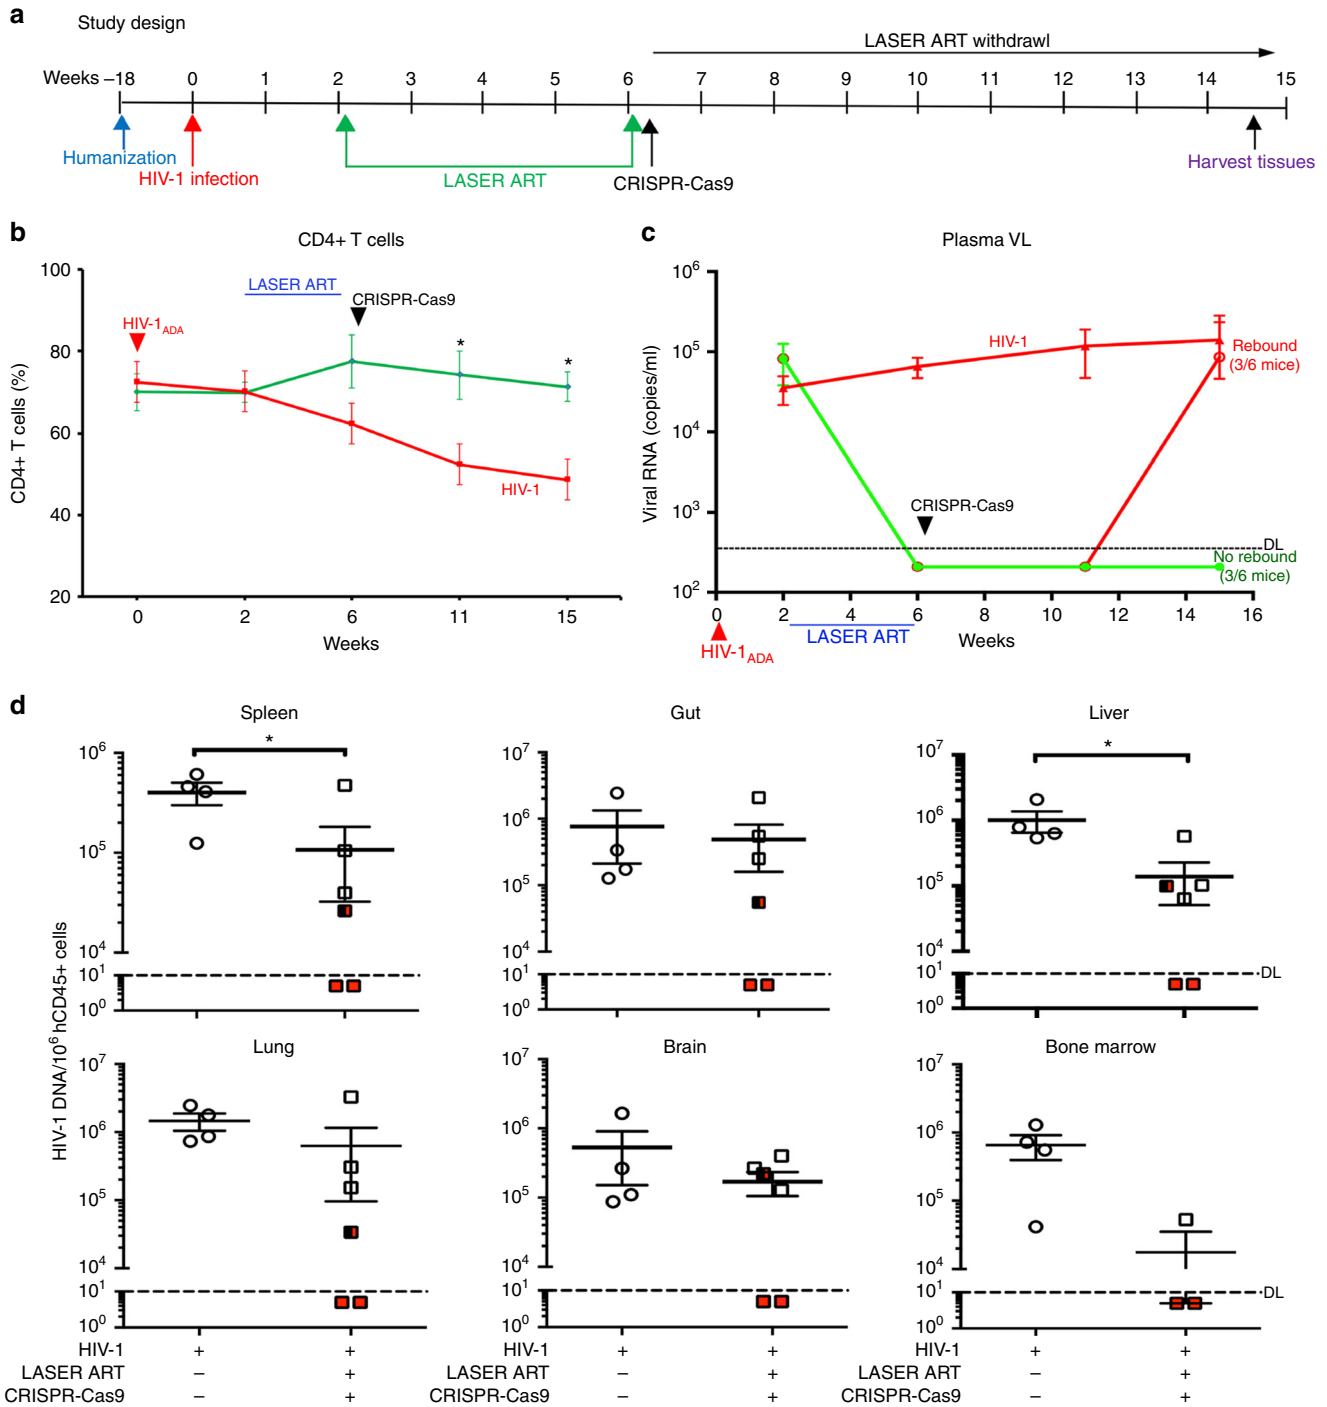 a
Study design
LASER ART withdrawl
Weeks –18 0 1 2 3 4 5 6 7 8 9 10 11 12 13 14 15
Humanization
HIV-1 infection
LASER ART
CRISPR-Cas9
Harvest tissues
b
CD4+ T cells
CD4+ T cells (%)
100
80
60
40
20
LASER ART
CRISPR-Cas9
HIV-1ADA
*
*
HIV-1
0 2 6 11 15
Weeks
c
Plasma VL
Viral RNA (copies/ml)
10^6
10^5
10^4
10^3
10^2
HIV-1
Rebound
(3/6 mice)
CRISPR-Cas9
DL
No rebound
(3/6 mice)
0 2 4 6 8 10 12 14 16
LASER ART
Weeks
HIV-1ADA
d
HIV-1 DNA/10^6 hCD45+ cells
Spleen
*
10^6
10^5
10^4
10^1
10^0
Gut
10^7
10^6
10^5
10^4
10^1
10^0
Liver
*
10^7
10^6
10^5
10^4
10^1
10^0
DL
Lung
10^7
10^6
10^5
10^4
10^1
10^0
Brain
10^7
10^6
10^5
10^4
10^1
10^0
Bone marrow
10^7
10^6
10^5
10^4
10^1
10^0
DL
HIV-1 + +
LASER ART – +
CRISPR-Cas9 – +
HIV-1 + +
LASER ART – +
CRISPR-Cas9 – +
HIV-1 + +
LASER ART – +
CRISPR-Cas9 – +